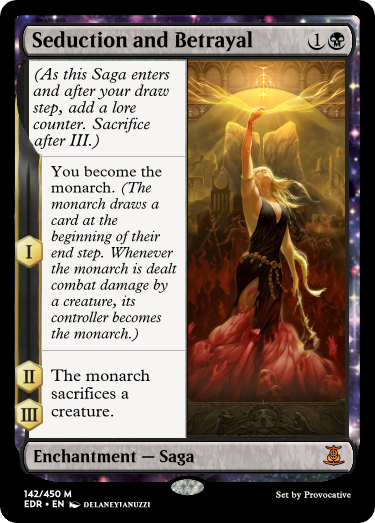 Seduction and Betrayal 1
(As this Saga enters
and after your draw
step, add a lore
counter. Sacrifice
after III.)
I
You become the
monarch. (The
monarch draws a
card at the
beginning of their
end step. Whenever
the monarch is dealt
combat damage by
a creature, its
controller becomes
the monarch.)
II
III
The monarch
sacrifices a
creature.
Enchantment — Saga
142/450 M
EDR • EN DELANEYIANUZZI
Set by Provocative